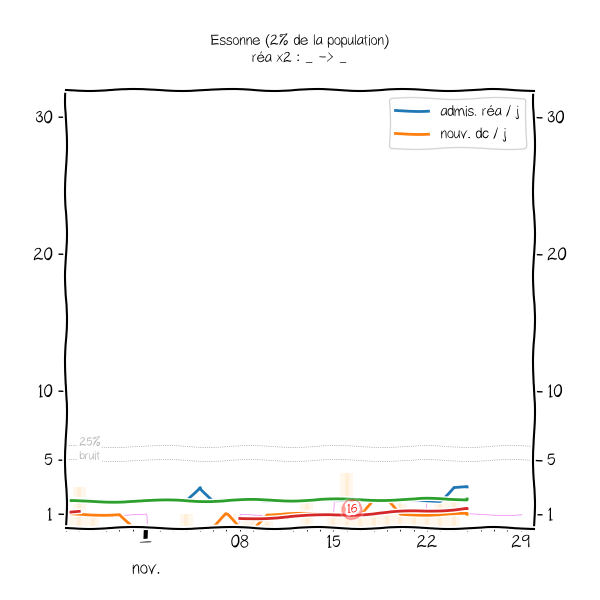 Essonne (2% de la population)
réa x2 : _ -> _
admis. réa / j
nouv. dc / j
30
30
20
20
10
10
25%
bruit
5
5
16
1
1
1
08
15
22
29
nov.